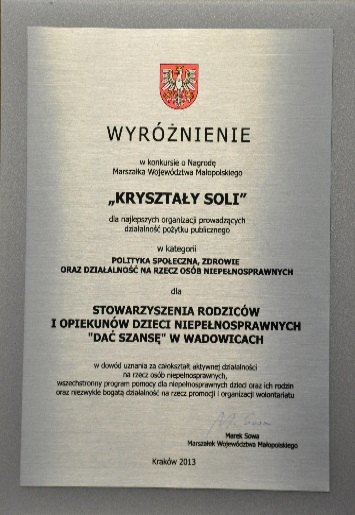 WYRÓŻNIENIE
w konkursie o Nagrodę
Marszałka Województwa Małopolskiego
„KRYSZTAŁY SOLI”
dla najlepszych organizacji prowadzących
działalność pożytku publicznego
w kategorii
POLITYKA SPOŁECZNA, ZDROWIE
ORAZ DZIAŁALNOŚĆ NA RZECZ OSÓB NIEPEŁNOSPRAWNYCH
dla
STOWARZYSZENIA RODZICÓW
I OPIEKUNÓW DZIECI NIEPEŁNOSPRAWNYCH
"DAĆ SZANSĘ" W WADOWICACH
w dowód uznania za całokształt aktywnej działalności
na rzecz osób niepełnosprawnych,
wszechstronny program pomocy dla niepełnosprawnych dzieci oraz ich rodzin
oraz niezwykle bogatą działalność na rzecz promocji i organizacji wolontariatu
Marek Sowa
Marszałek Województwa Małopolskiego
Kraków 2013